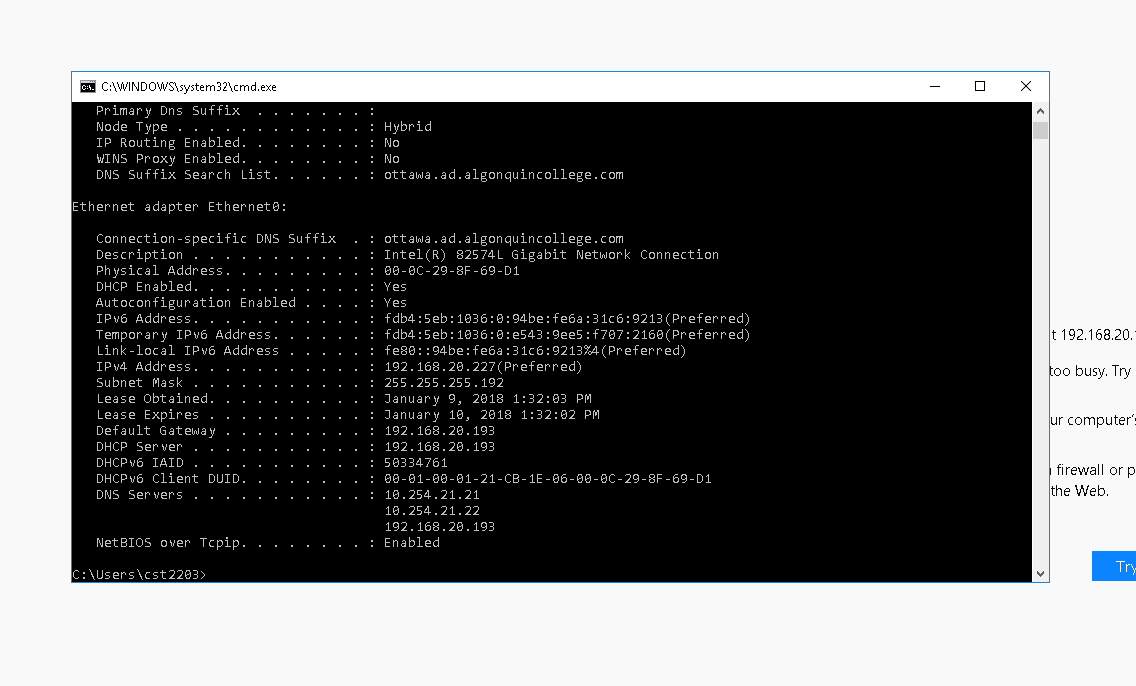 C:\WINDOWS\system32\cmd.exe
Primary Dns Suffix . . . . . . . :
Node Type . . . . . . . . . . . . : Hybrid
IP Routing Enabled. . . . . . . . : No
WINS Proxy Enabled. . . . . . . . : No
DNS Suffix Search List. . . . . . : ottawa.ad.algonquincollege.com
Ethernet adapter Ethernet0:
Connection-specific DNS Suffix . : ottawa.ad.algonquincollege.com
Description . . . . . . . . . . . : Intel(R) 82574L Gigabit Network Connection
Physical Address. . . . . . . . . : 00-0C-29-8F-69-D1
DHCP Enabled. . . . . . . . . . . : Yes
Autoconfiguration Enabled . . . . : Yes
IPv6 Address. . . . . . . . . . . : fdb4:5eb:1036:0:94be:fe6a:31c6:9213(Preferred)
Temporary IPv6 Address. . . . . . : fdb4:5eb:1036:0:e543:9ee5:f707:2160(Preferred)
Link-local IPv6 Address . . . . . : fe80::94be:fe6a:31c6:9213%4(Preferred)
IPv4 Address. . . . . . . . . . . : 192.168.20.227(Preferred)
Subnet Mask . . . . . . . . . . . : 255.255.255.192
Lease Obtained. . . . . . . . . . : January 9, 2018 1:32:03 PM
Lease Expires . . . . . . . . . . : January 10, 2018 1:32:02 PM
Default Gateway . . . . . . . . . : 192.168.20.193
DHCP Server . . . . . . . . . . . : 192.168.20.193
DHCPv6 IAID . . . . . . . . . . . : 50334761
DHCPv6 Client DUID. . . . . . . . : 00-01-00-01-21-CB-1E-06-00-0C-29-8F-69-D1
DNS Servers . . . . . . . . . . . : 10.254.21.21
10.254.21.22
192.168.20.193
NetBIOS over Tcpip. . . . . . . . : Enabled
C:\Users\cst2203>
t 192.168.20.
too busy. Try
ur computer's
firewall or p
the Web.
Try